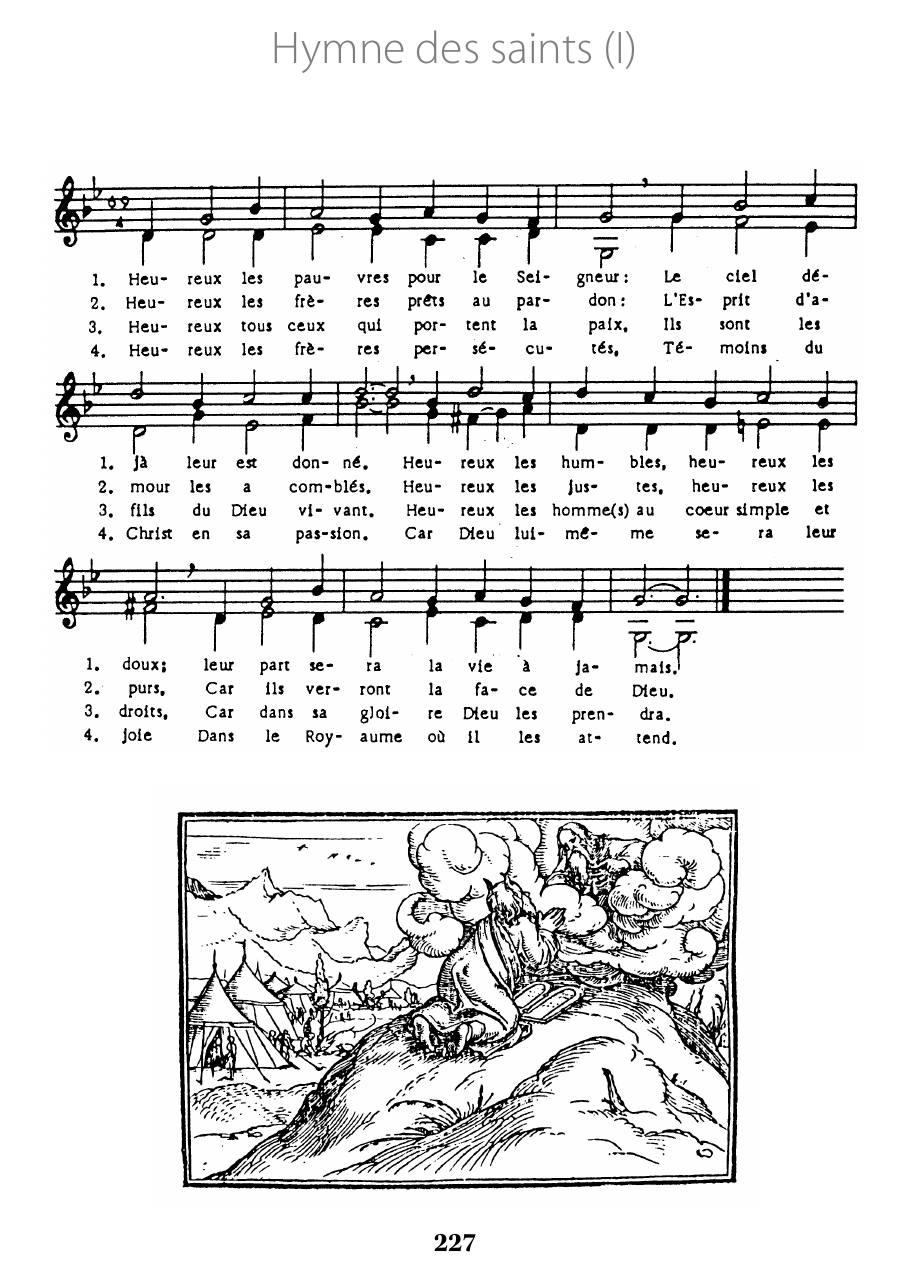 Hymne des saints (I)
1. Heu- reux les pau- vres pour le Sei- gneur: Le ciel dé-
2. Heu- reux les frè- res prêts au par- don: L'Es- prit d'a-
3. Heu- reux tous ceux qui por- tent la paix, Ils sont les
4. Heu- reux les frè- res per- sé- cu- tés, Té- moins du
1. jà leur est don- né. Heu- reux les hum- bles, heu- reux les
2. mour les a com- blés. Heu- reux les jus- tes, heu- reux les
3. fils du Dieu vi- vant. Heu- reux les homme(s) au coeur simple et
4. Christ en sa pas- sion. Car Dieu lui- mê- me se- ra leur
1. doux; leur part se- ra la vie à ja- mais.
2. purs, Car ils ver- ront la fa- ce de Dieu.
3. droits, Car dans sa gloi- re Dieu les pren- dra.
4. joie Dans le Roy- aume où il les at- tend.
227